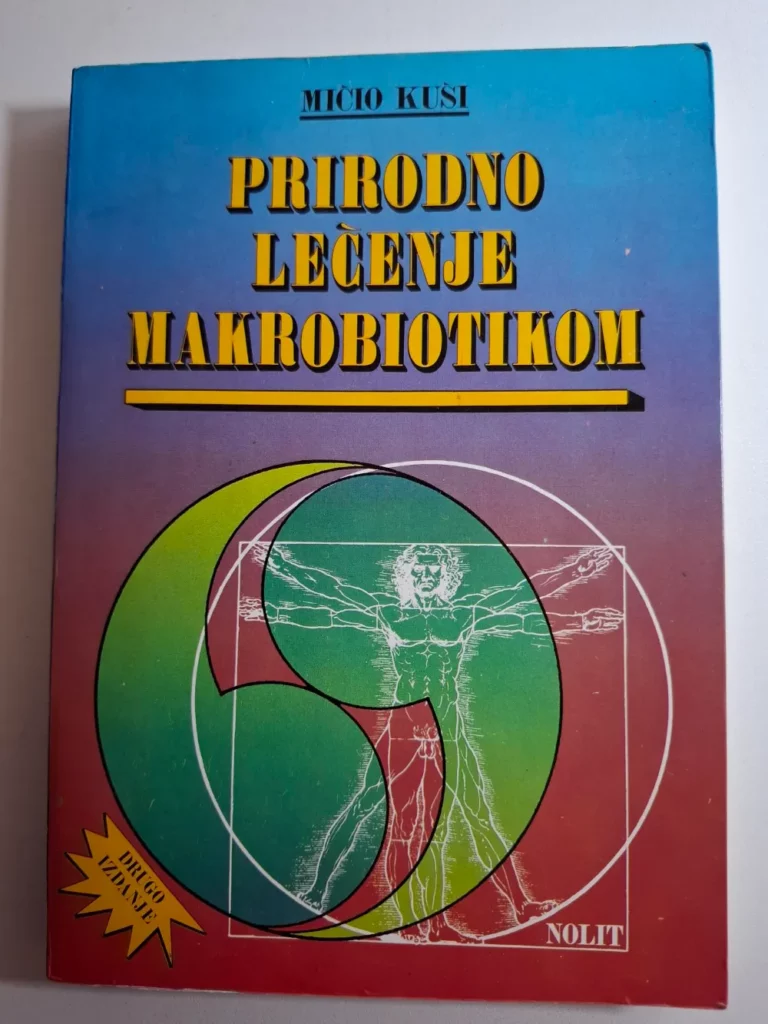 MIČIO KUŠI
PRIRODNO
LEČENJE
MAKROBIOTIKOM
DRUGO
IZDANJE
NOLIT